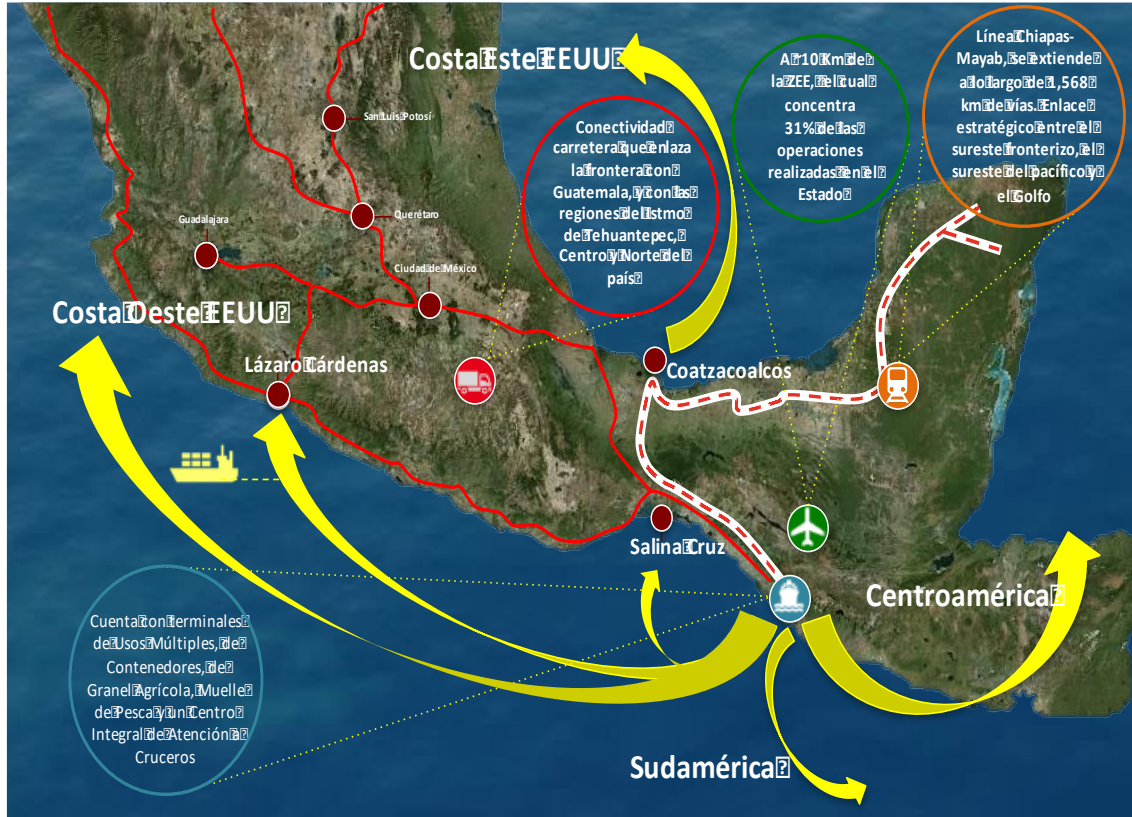 Costa Este EEUU
San Luis Potosí
Guadalajara
Querétaro
Ciudad de México
Costa Oeste EEUU
Lázaro Cárdenas
Coatzacoalcos
Salina Cruz
Centroamérica
Sudamérica
Conectividad
carretera que enlaza
la frontera con
Guatemala, y con las
regiones del Istmo
de Tehuantepec,
Centro y Norte del
país
A 10 Km de
la ZEE, el cual
concentra
31% de las
operaciones
realizadas en el
Estado
Línea Chiapas-
Mayab, se extiende
a lo largo de 1,568
km de vías. Enlace
estratégico entre el
sureste fronterizo, el
sureste del pacífico y
el Golfo
Cuenta con terminales
de Usos Múltiples, de
Contenedores, de
Granel Agrícola, Muelle
de Pesca y un Centro
Integral de Atención a
Cruceros